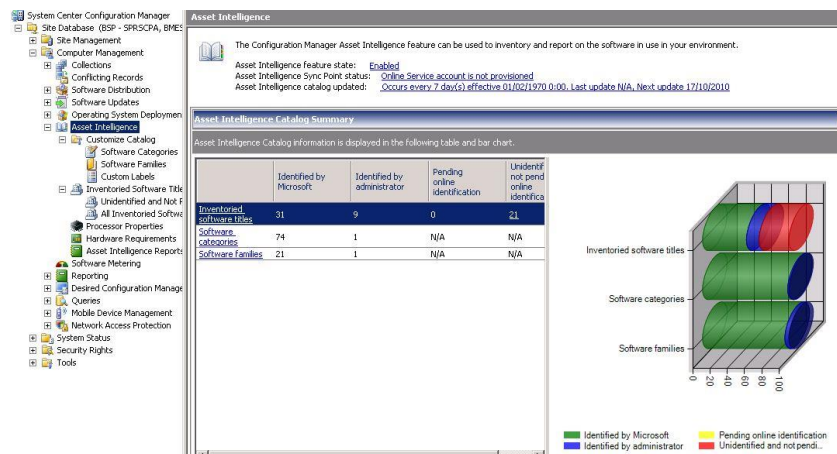 System Center Configuration Manager
Site Database (BSP - SPRSCPA, BMES
Site Management
Computer Management
Collections
Conflicting Records
Software Distribution
Software Updates
Operating System Deploymen
Asset Intelligence
Customize Catalog
Software Categories
Software Families
Custom Labels
Inventoried Software Title
Unidentified and Not P
All Inventoried Softwa
Processor Properties
Hardware Requirements
Asset Intelligence Reports
Software Metering
Reporting
Desired Configuration Manage
Queries
Mobile Device Management
Network Access Protection
System Status
Security Rights
Tools
Asset Intelligence
The Configuration Manager Asset Intelligence feature can be used to inventory and report on the software in use in your environment.
Asset Intelligence feature state: Enabled
Asset Intelligence Sync Point status: Online Service account is not provisioned
Asset Intelligence catalog updated: Occurs every 7 day(s) effective 01/02/1970 0:00. Last update N/A, Next update 17/10/2010
Asset Intelligence Catalog Summary
Asset Intelligence Catalog information is displayed in the following table and bar chart.
Identified by Microsoft
Identified by administrator
Pending online identification
Unidentif not pend online identifica
Inventoried software titles 31 9 0 21
Software categories 74 1 N/A N/A
Software families 21 1 N/A N/A
Inventoried software titles
Software categories
Software families
0 20 40 60 80 100
Identified by Microsoft
Pending online identification
Identified by administrator
Unidentified and not pendi...